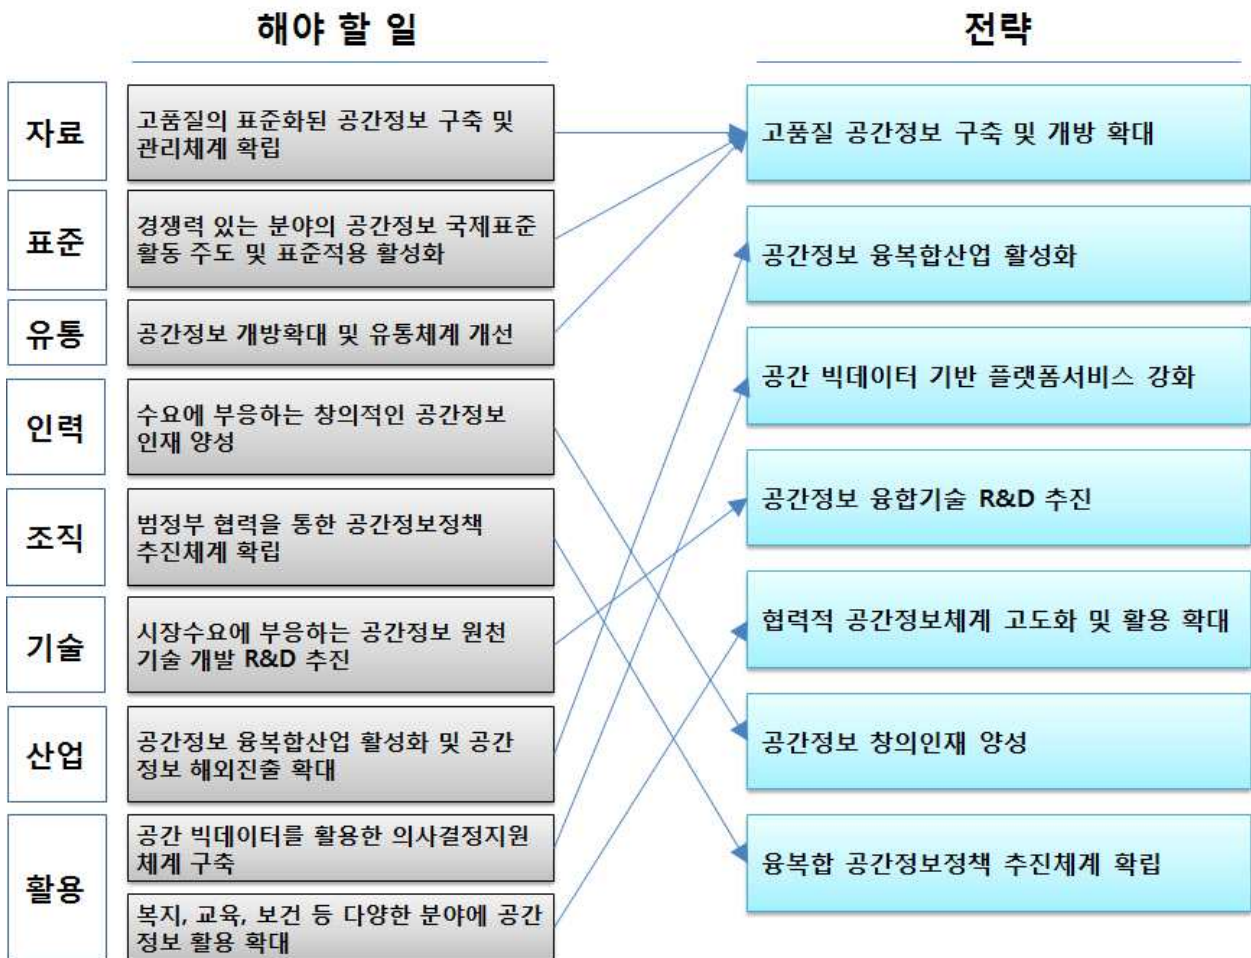 해야 할 일
전략
자료
고품질의 표준화된 공간정보 구축 및
관리체계 확립
표준
경쟁력 있는 분야의 공간정보 국제표준
활동 주도 및 표준적용 활성화
유통
공간정보 개방확대 및 유통체계 개선
인력
수요에 부응하는 창의적인 공간정보
인재 양성
조직
범정부 협력을 통한 공간정보정책
추진체계 확립
기술
시장수요에 부응하는 공간정보 원천
기술 개발 R&D 추진
산업
공간정보 융복합산업 활성화 및 공간
정보 해외진출 확대
활용
공간 빅데이터를 활용한 의사결정지원
체계 구축
복지, 교육, 보건 등 다양한 분야에 공간
정보 활용 확대
고품질 공간정보 구축 및 개방 확대
공간정보 융복합산업 활성화
공간 빅데이터 기반 플랫폼서비스 강화
공간정보 융합기술 R&D 추진
협력적 공간정보체계 고도화 및 활용 확대
공간정보 창의인재 양성
융복합 공간정보정책 추진체계 확립